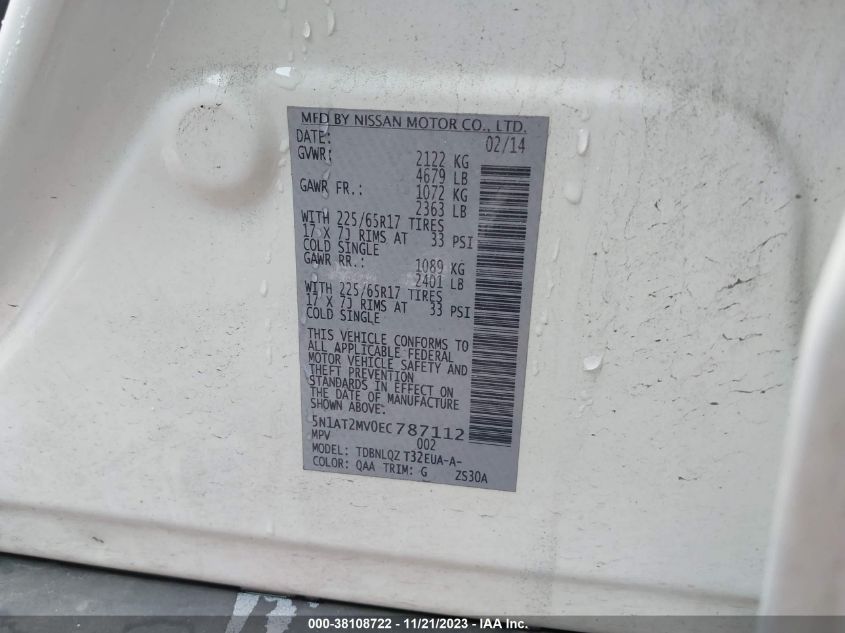 MFD BY NISSAN MOTOR CO., LTD.
DATE: 02/14
GVWR: 2122 KG
4679 LB
GAWR FR.: 1072 KG
2363 LB
WITH 225/65R17 TIRES
17 X 7J RIMS AT 33 PSI
COLD SINGLE
GAWR RR.: 1089 KG
2401 LB
WITH 225/65R17 TIRES
17 X 7J RIMS AT 33 PSI
COLD SINGLE
THIS VEHICLE CONFORMS TO
ALL APPLICABLE FEDERAL
MOTOR VEHICLE SAFETY AND
THEFT PREVENTION
STANDARDS IN EFFECT ON
THE DATE OF MANUFACTURE
SHOWN ABOVE.
5N1AT2MV0EC787112
MPV 002
MODEL: TDBNLQZ T32EUA-A-
COLOR: QAA TRIM: G ZS30A
000-38108722 - 11/21/2023 - IAA Inc.